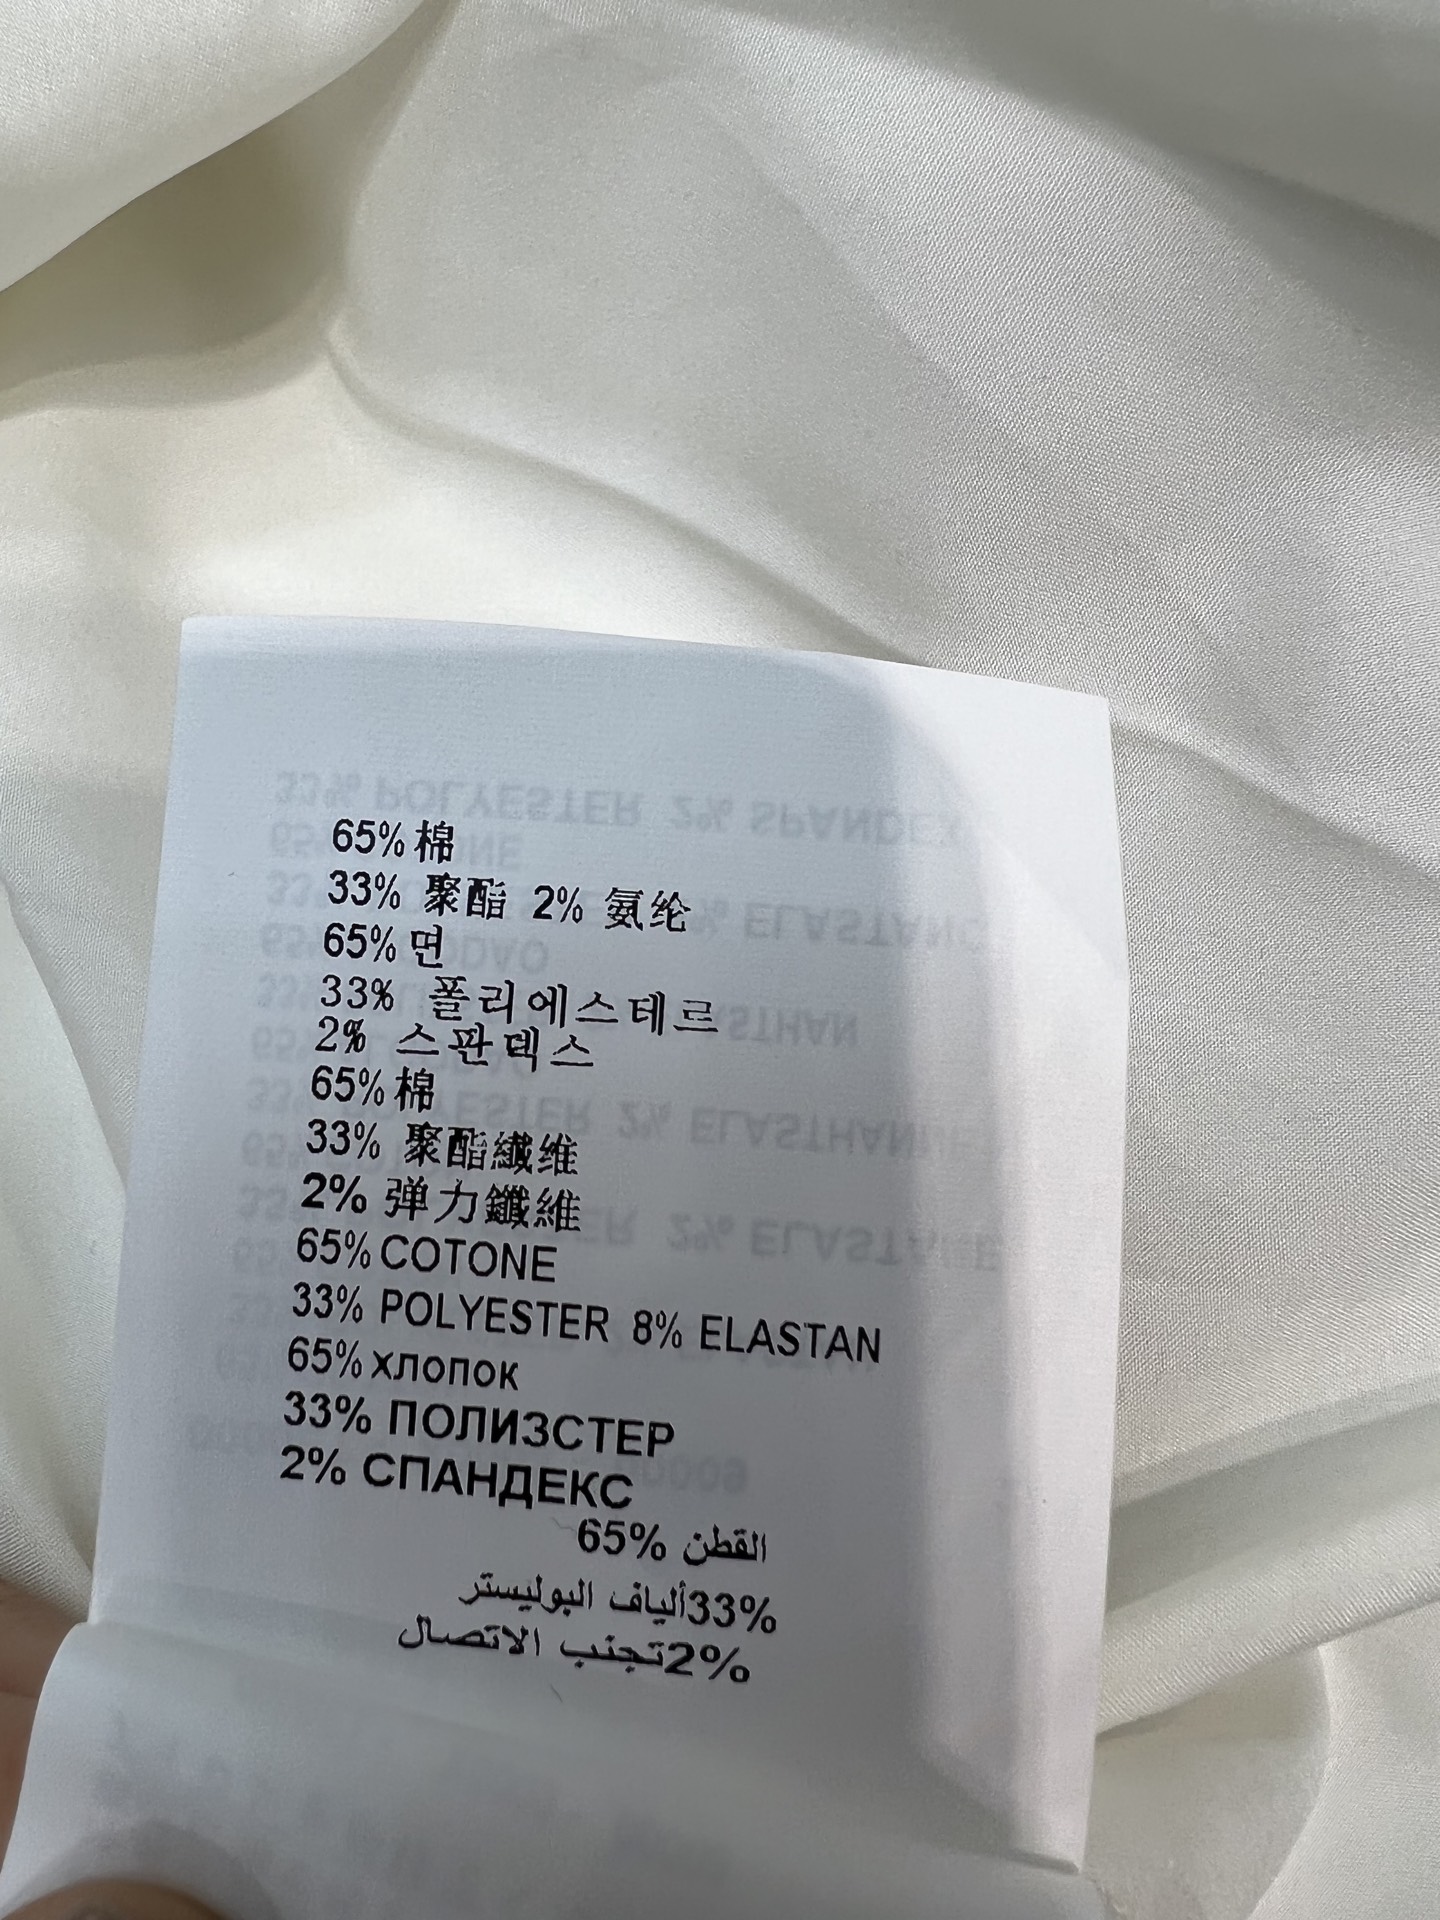 65%棉
33% 聚酯 2% 氨纶
65%면
33% 폴리에스테르
2% 스판덱스
65%棉
33% 聚酯纖维
2% 弹力纖維
65%COTONE
33% POLYESTER 8% ELASTAN
65%хлопок
33% ПОЛИЗСТЕР
2% СПАНДЕКС
القطن 65%
33%ألياف البوليستر
2%تجنب الاتصال